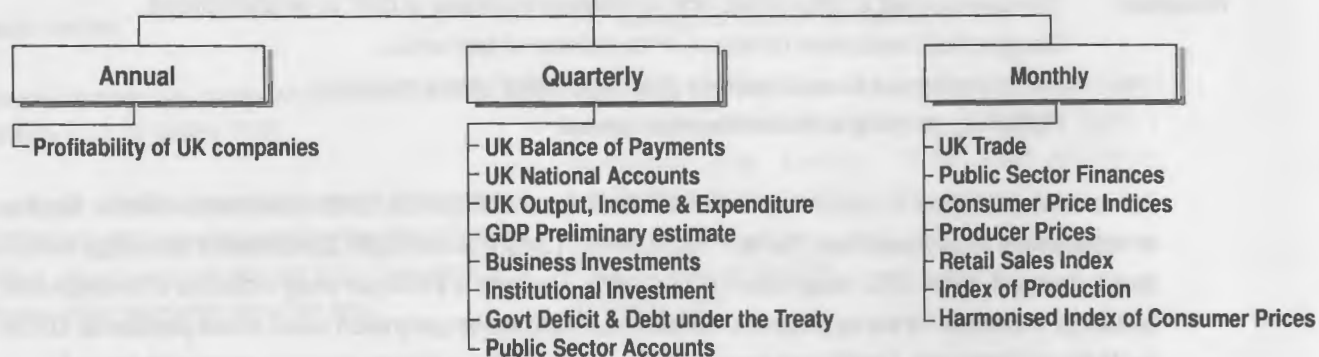 Annual
Profitability of UK companies
Quarterly
UK Balance of Payments
UK National Accounts
UK Output, Income & Expenditure
GDP Preliminary estimate
Business Investments
Institutional Investment
Govt Deficit & Debt under the Treaty
Public Sector Accounts
Monthly
UK Trade
Public Sector Finances
Consumer Price Indices
Producer Prices
Retail Sales Index
Index of Production
Harmonised Index of Consumer Prices